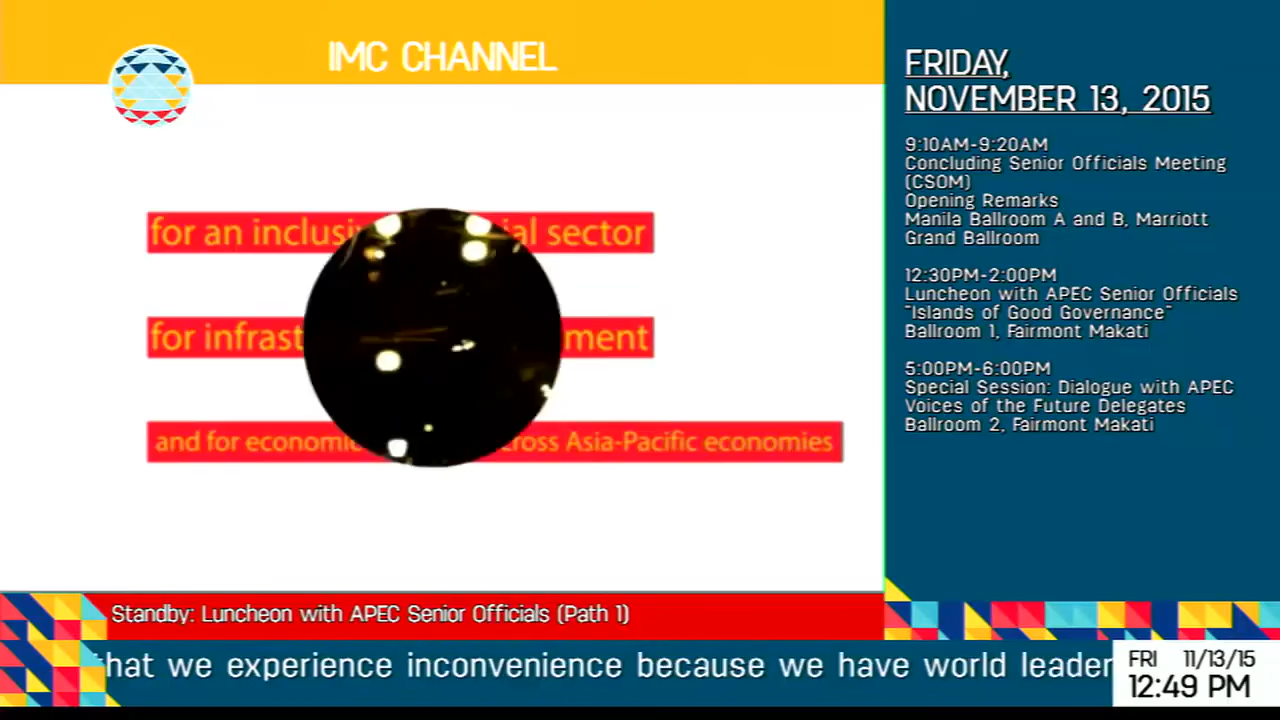 IMC CHANNEL
for an inclusi ial sector
for infrast ment
and for economic cross Asia-Pacific economies
Standby: Luncheon with APEC Senior Officials (Path 1)
that we experience inconvenience because we have world leader
FRIDAY,
NOVEMBER 13, 2015
9:10AM-9:20AM
Concluding Senior Officials Meeting
(CSOM)
Opening Remarks
Manila Ballroom A and B, Marriott
Grand Ballroom
12:30PM-2:00PM
Luncheon with APEC Senior Officials
"Islands of Good Governance"
Ballroom 1, Fairmont Makati
5:00PM-6:00PM
Special Session: Dialogue with APEC
Voices of the Future Delegates
Ballroom 2, Fairmont Makati
FRI 11/13/15
12:49 PM